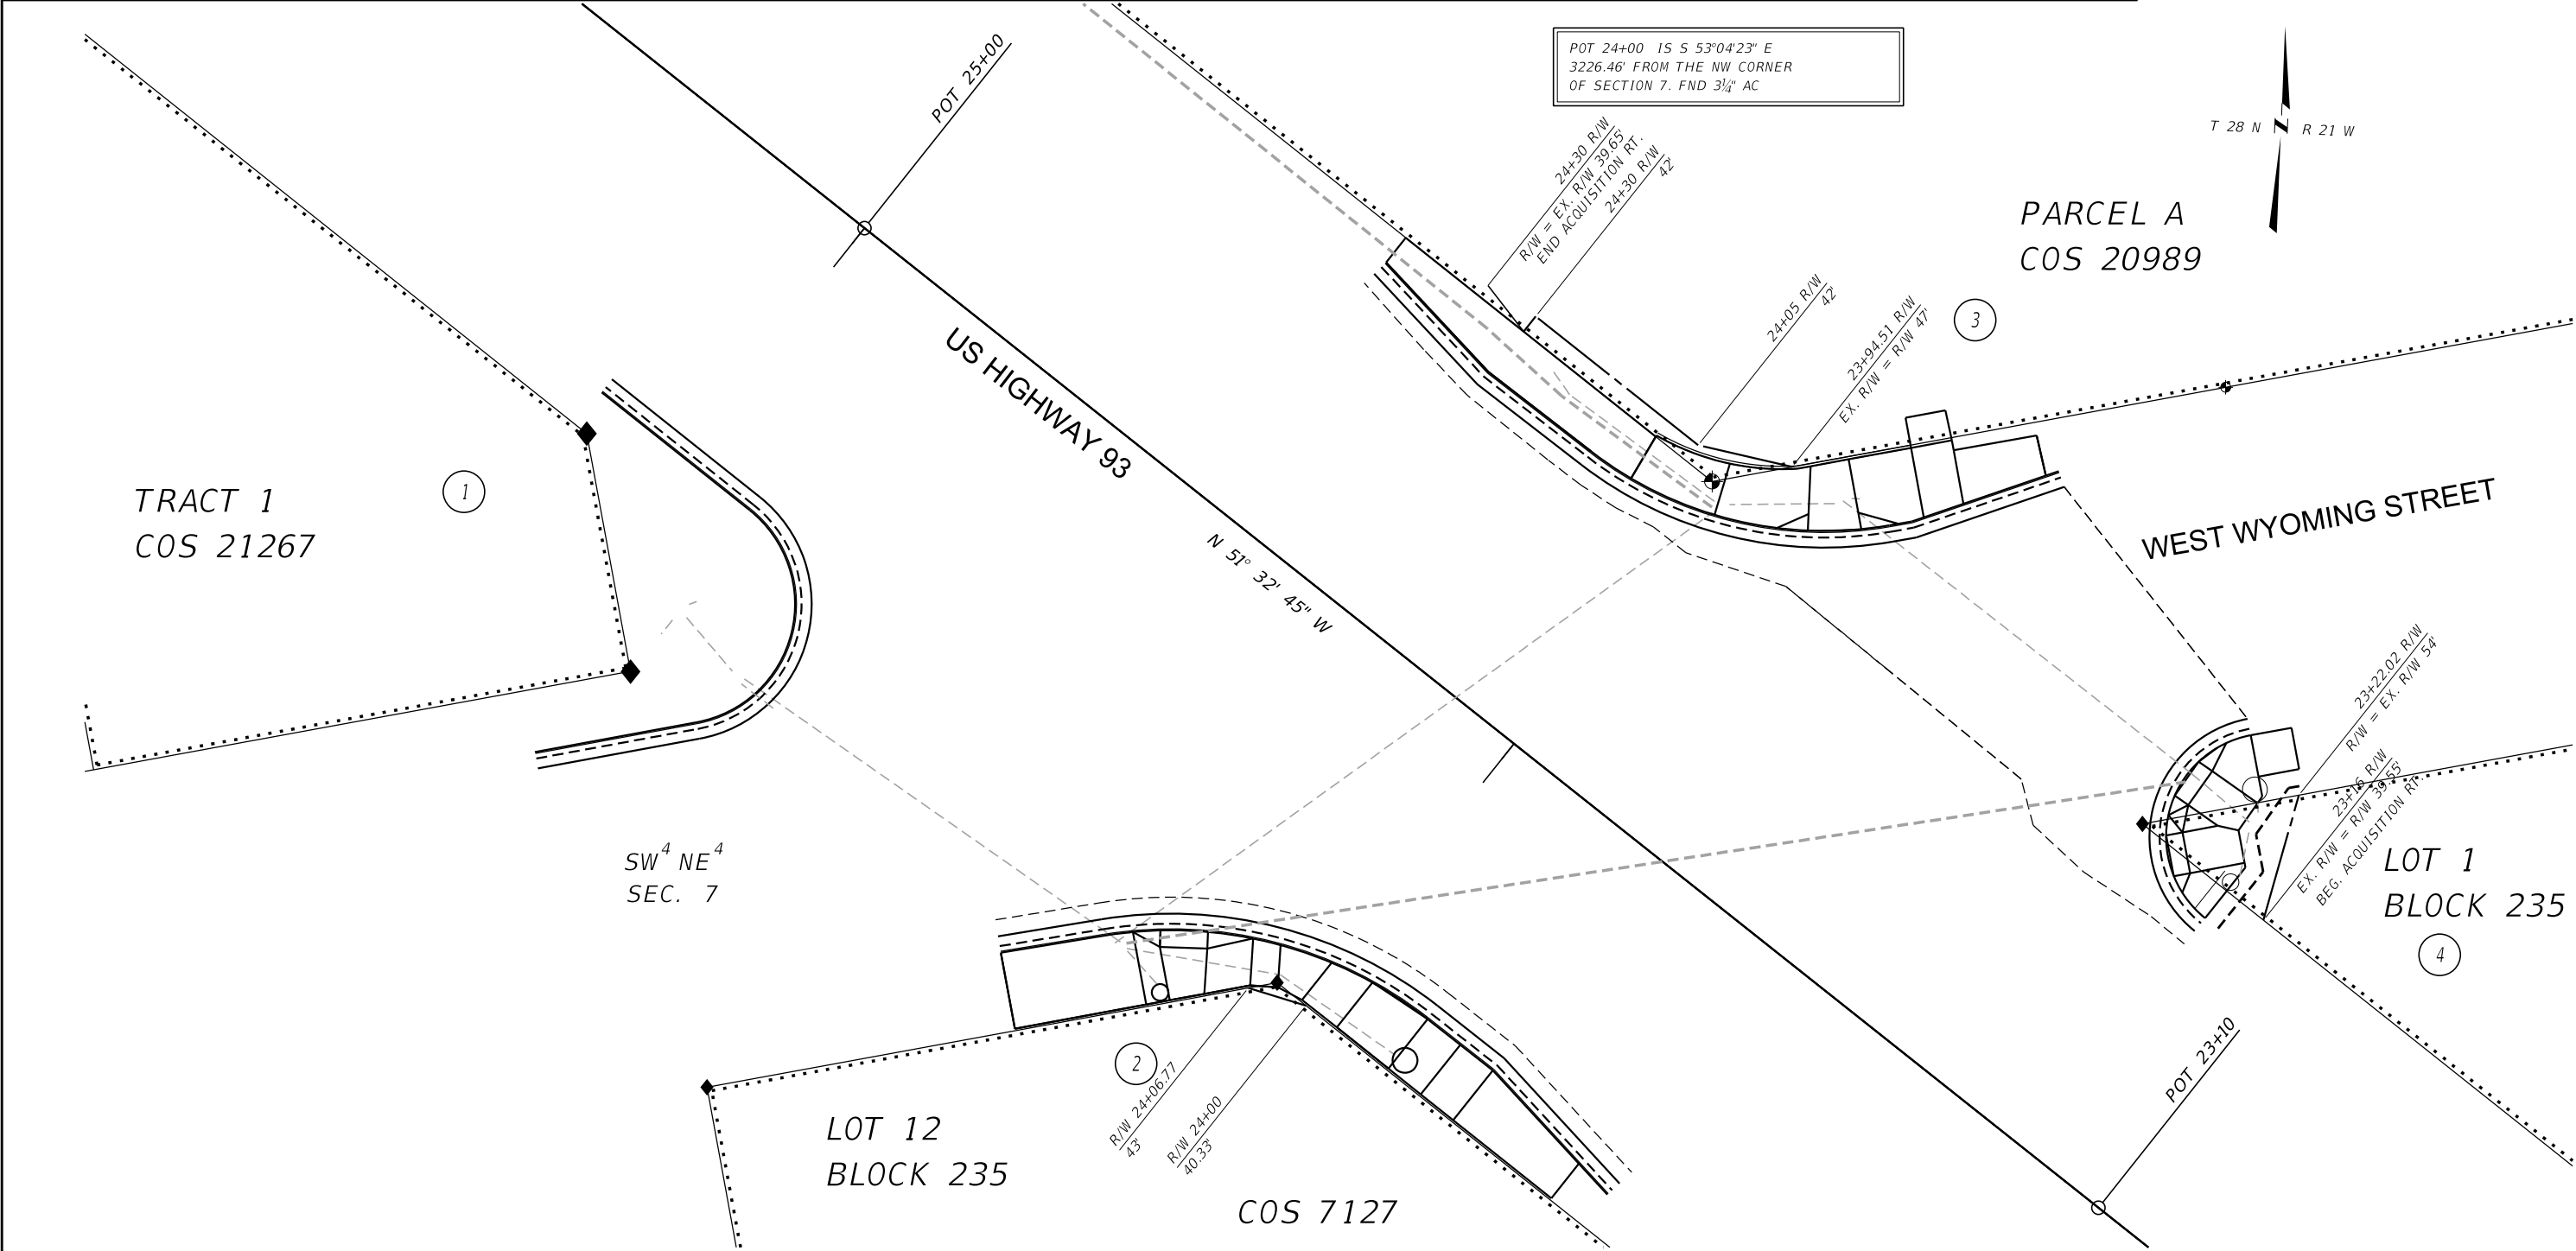 POT 25+00
POT 24+00 IS S 53°04'23" E
3226.46' FROM THE NW CORNER
OF SECTION 7. FND 3¼" AC
T 28 N
N
R 21 W
24+30 R/W
R/W = EX. R/W 39.65'
END ACQUISITION RT.
24+30 R/W
42'
PARCEL A
COS 20989
3
24+05 R/W
42'
23+94.51 R/W
EX. R/W = R/W 47'
US HIGHWAY 93
TRACT 1
COS 21267
1
N 51° 32' 45" W
WEST WYOMING STREET
23+22.02 R/W
R/W = EX. R/W 54'
23+16 R/W
EX. R/W = R/W 39.55'
BEG. ACQUISITION RT.
SW4 NE4
SEC. 7
LOT 1
BLOCK 235
4
2
R/W 24+06.77
43'
R/W 24+00
40.33'
POT 23+10
LOT 12
BLOCK 235
COS 7127